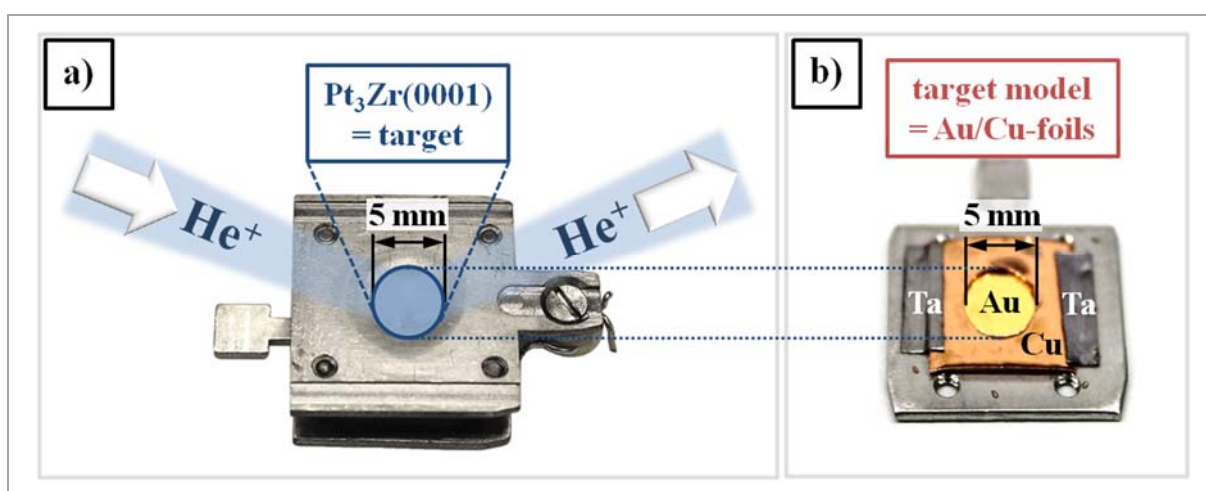 a)
Pt₃Zr(0001)
= target
He⁺
5 mm
He⁺
b)
target model
= Au/Cu-foils
5 mm
Ta
Au
Ta
Cu